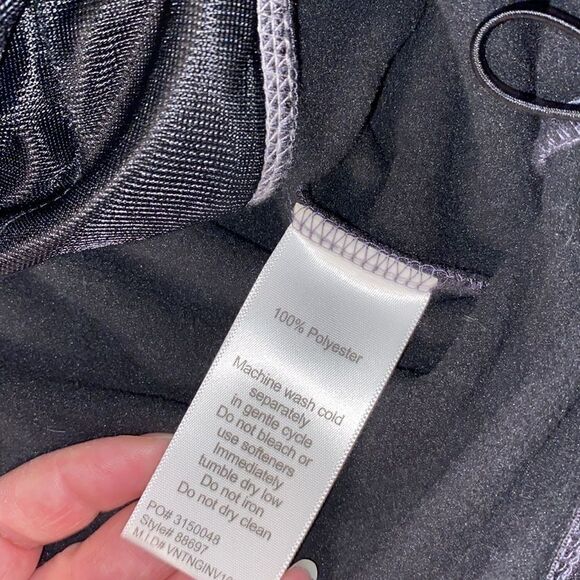 100% Polyester
Machine wash cold
separately
in gentle cycle
Do not bleach or
use softeners
Immediately
tumble dry low
Do not iron
Do not dry clean
PO# 3150048
Style# 88697
M.I.D#